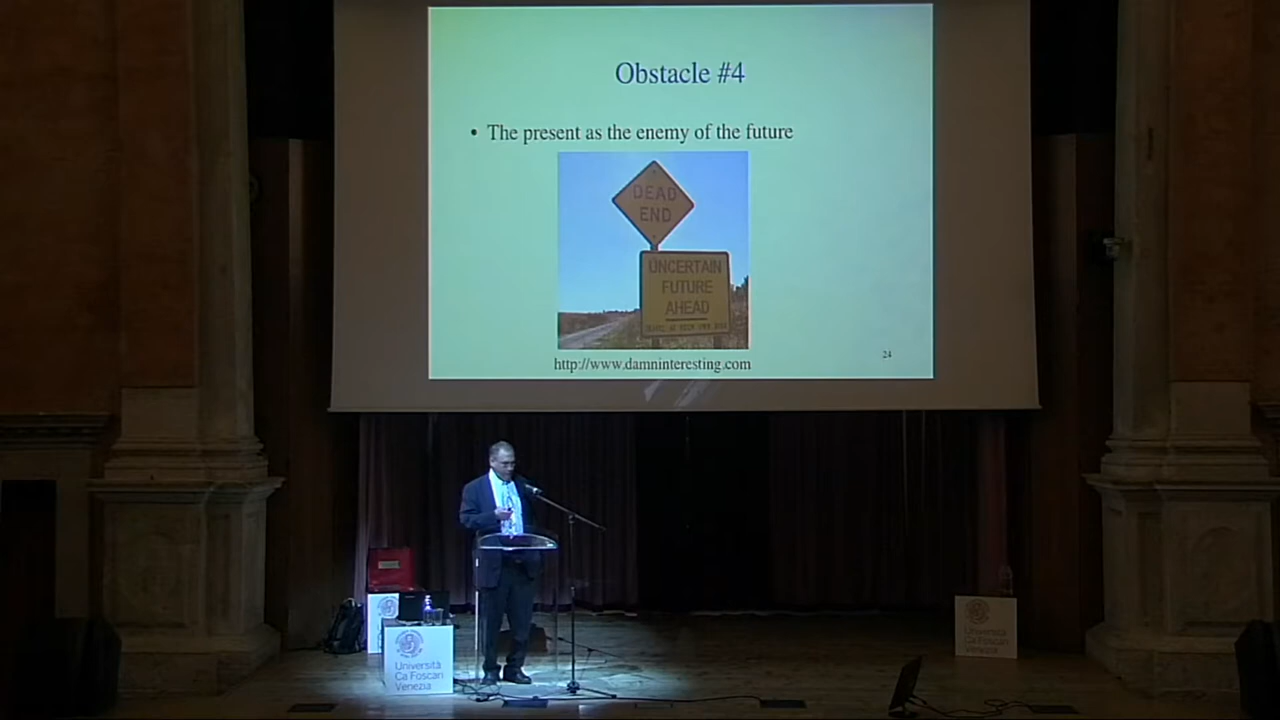 Obstacle #4
• The present as the enemy of the future
DEAD
END
UNCERTAIN
FUTURE
AHEAD
http://www.damninteresting.com
24
Università
Ca'Foscari
Venezia
Università
Ca'Foscari
Venezia